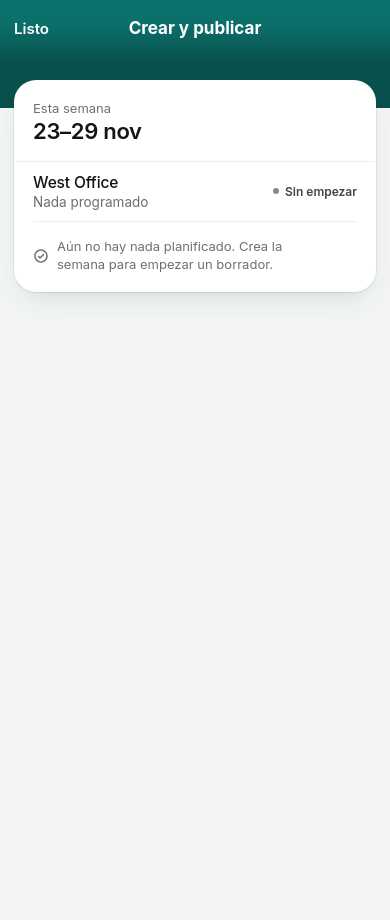 Listo
Crear y publicar
Esta semana
23–29 nov
West Office
Nada programado
Sin empezar
Aún no hay nada planificado. Crea la
semana para empezar un borrador.